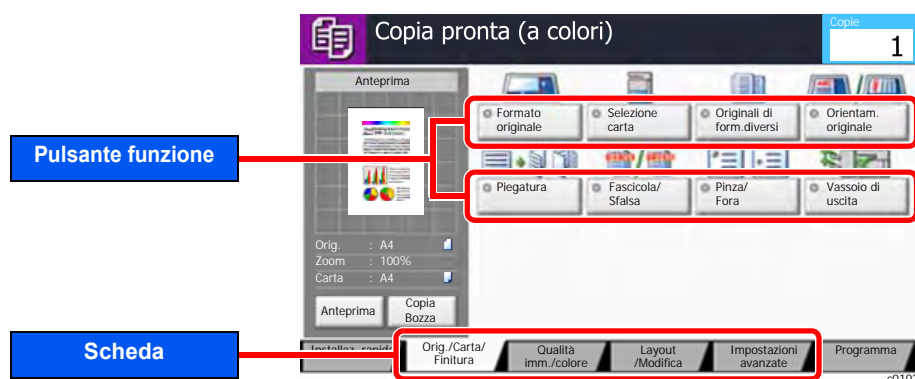 Copia pronta (a colori)
Copie
1
Anteprima
Formato
originale
Selezione
carta
Originali di
form.diversi
Orientam.
originale
Pulsante funzione
Piegatura
Fascicola/
Sfalsa
Pinza/
Fora
Vassoio di
uscita
Orig. : A4
Zoom : 100%
Carta : A4
Anteprima
Copia
Bozza
Scheda
Installaz. rapida
Orig./Carta/
Finitura
Qualità
imm./colore
Layout
/Modifica
Impostazioni
avanzate
Programma